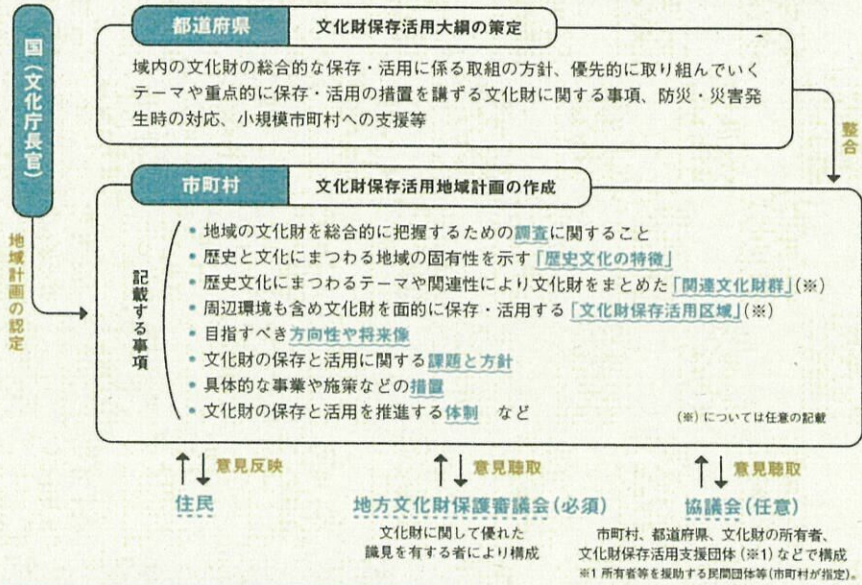 国(文化庁長官)
都道府県 文化財保存活用大綱の策定
域内の文化財の総合的な保存・活用に係る取組の方針、優先的に取り組んでいく
テーマや重点的に保存・活用の措置を講ずる文化財に関する事項、防災・災害発
生時の対応、小規模市町村への支援等
整合
地域計画の認定
市町村 文化財保存活用地域計画の作成
記載する事項
• 地域の文化財を総合的に把握するための調査に関すること
• 歴史と文化にまつわる地域の固有性を示す「歴史文化の特徴」
• 歴史文化にまつわるテーマや関連性により文化財をまとめた「関連文化財群」(※)
• 周辺環境も含め文化財を面的に保存・活用する「文化財保存活用区域」(※)
• 目指すべき方向性や将来像
• 文化財の保存と活用に関する課題と方針
• 具体的な事業や施策などの措置
• 文化財の保存と活用を推進する体制 など
(※)については任意の記載
意見反映
住民
意見聴取
地方文化財保護審議会(必須)
文化財に関して優れた
識見を有する者により構成
意見聴取
協議会(任意)
市町村、都道府県、文化財の所有者、
文化財保存活用支援団体(※1)などで構成
※1 所有者等を援助する民間団体等(市町村が指定)